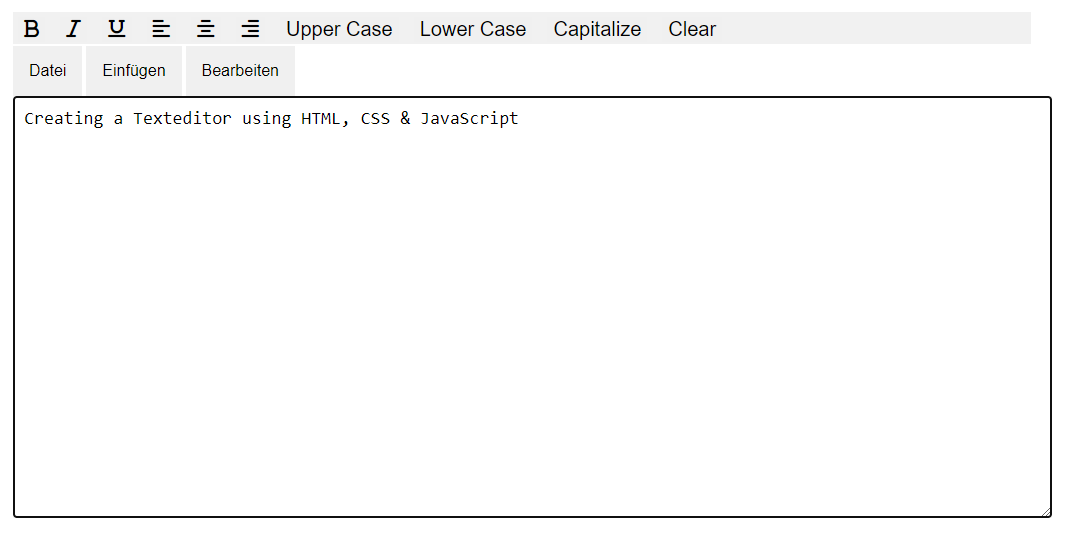 B I U Upper Case Lower Case Capitalize Clear
Datei Einfügen Bearbeiten
Creating a Texteditor using HTML, CSS & JavaScript